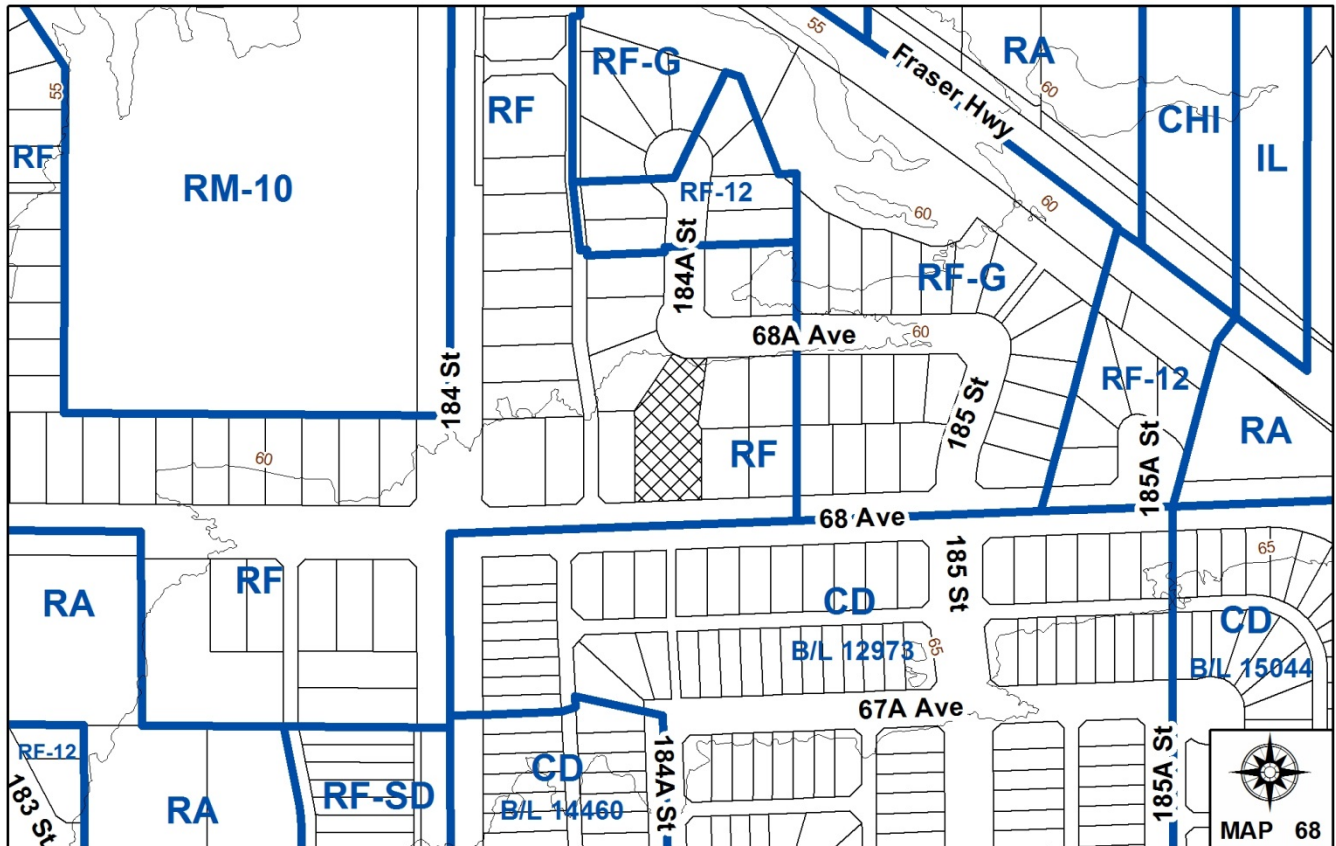 55
RF-G
RA
Fraser Hwy
60
55
RF
CHI
RF
IL
RM-10
RF-12
60
60
184A St
RF-G
68A Ave
60
184 St
RF-12
185 St
RA
60
RF
185A St
68 Ave
65
RF
185 St
RA
CD
CD
B/L 12973
65
B/L 15044
67A Ave
RF-12
184A St
185A St
CD
183 St
RA
RF-SD
B/L 14460
MAP 68